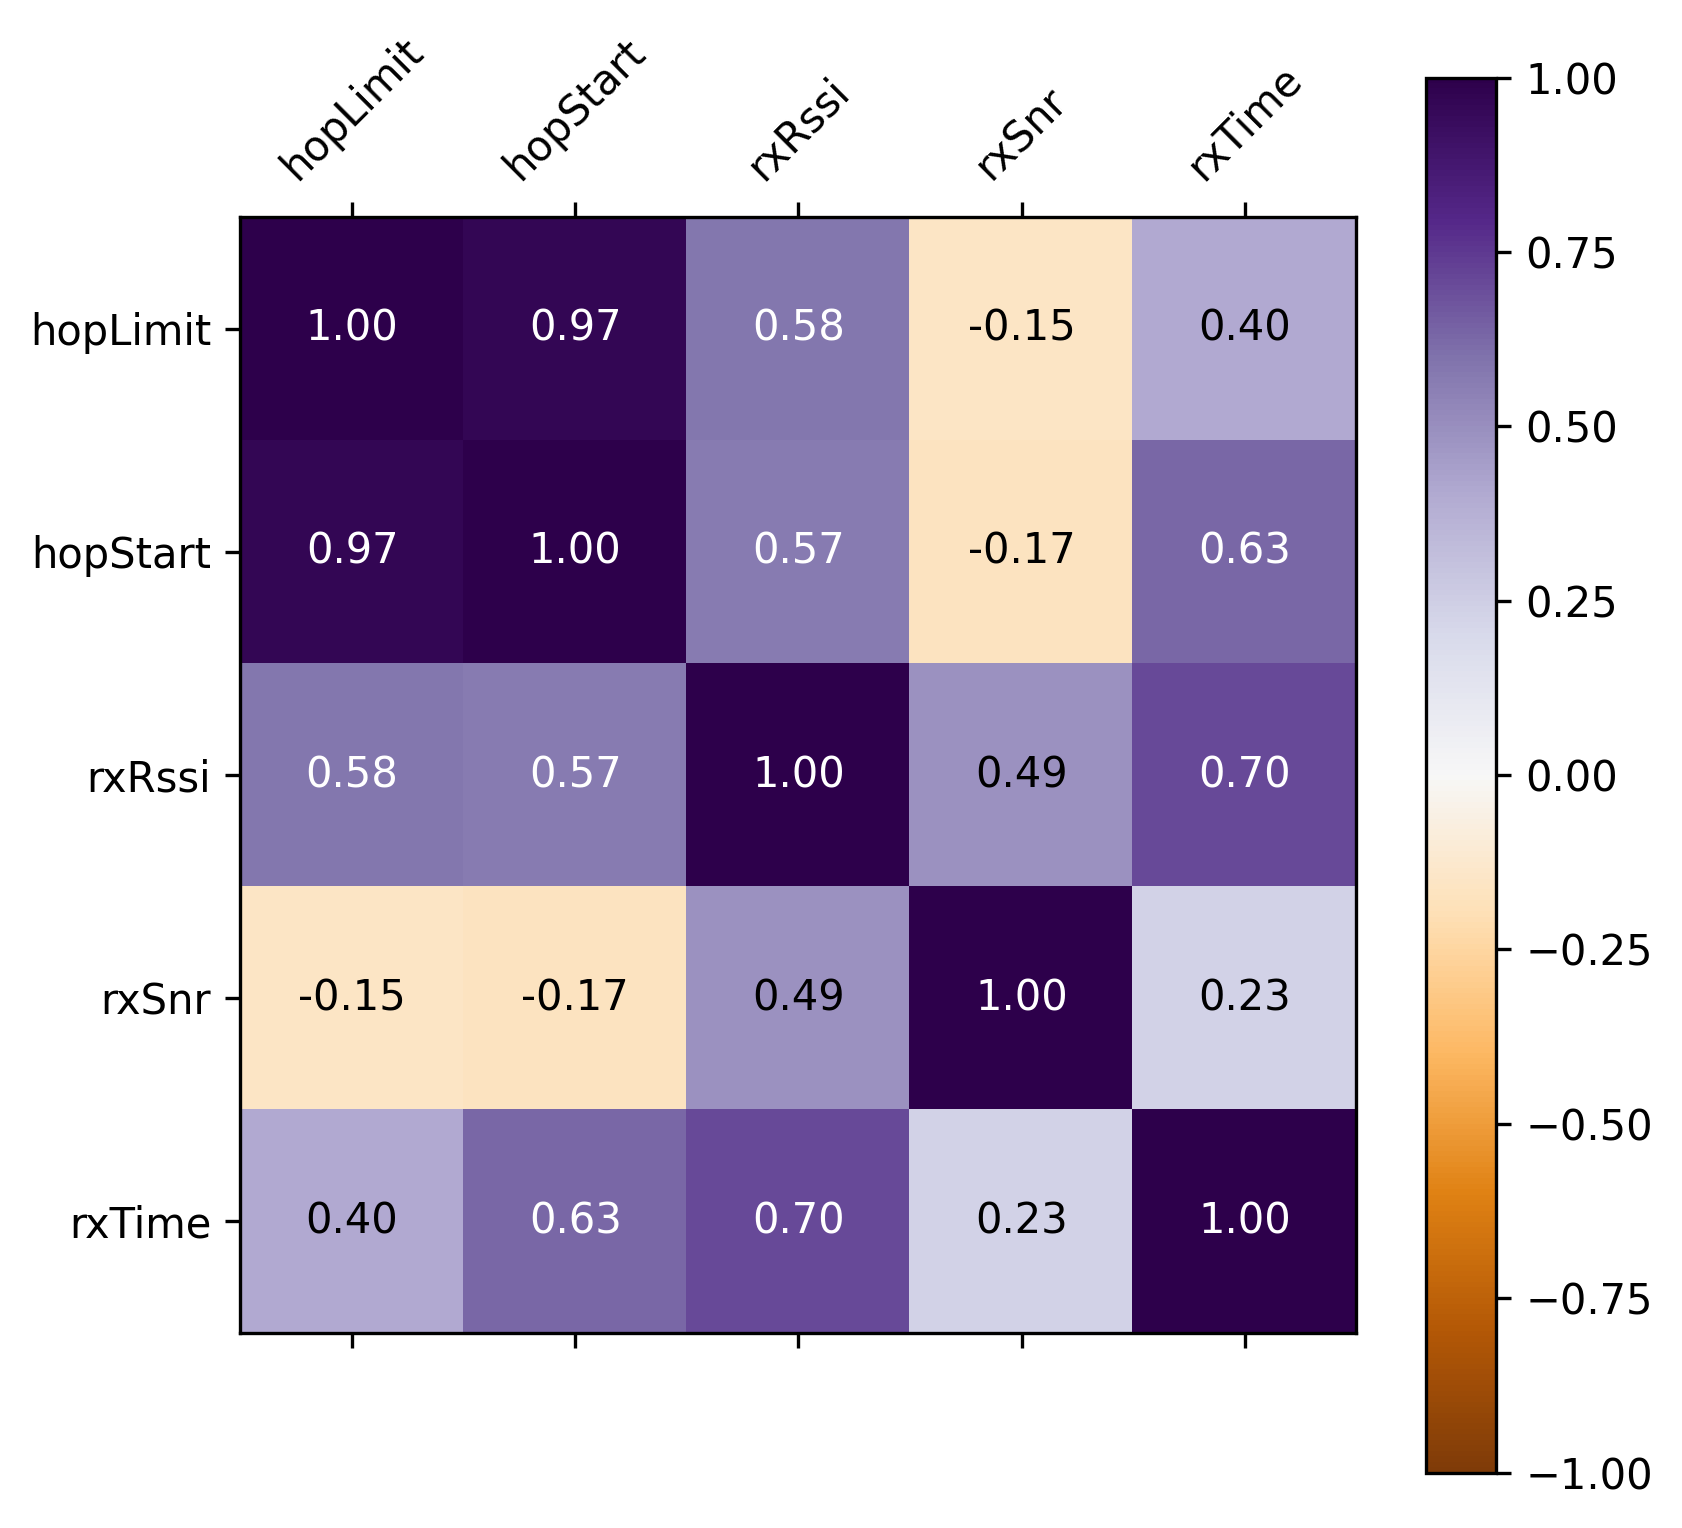 hopLimit hopStart rxRssi rxSnr rxTime
hopLimit 1.00 0.97 0.58 -0.15 0.40
hopStart 0.97 1.00 0.57 -0.17 0.63
rxRssi 0.58 0.57 1.00 0.49 0.70
rxSnr -0.15 -0.17 0.49 1.00 0.23
rxTime 0.40 0.63 0.70 0.23 1.00
1.00
0.75
0.50
0.25
0.00
−0.25
−0.50
−0.75
−1.00